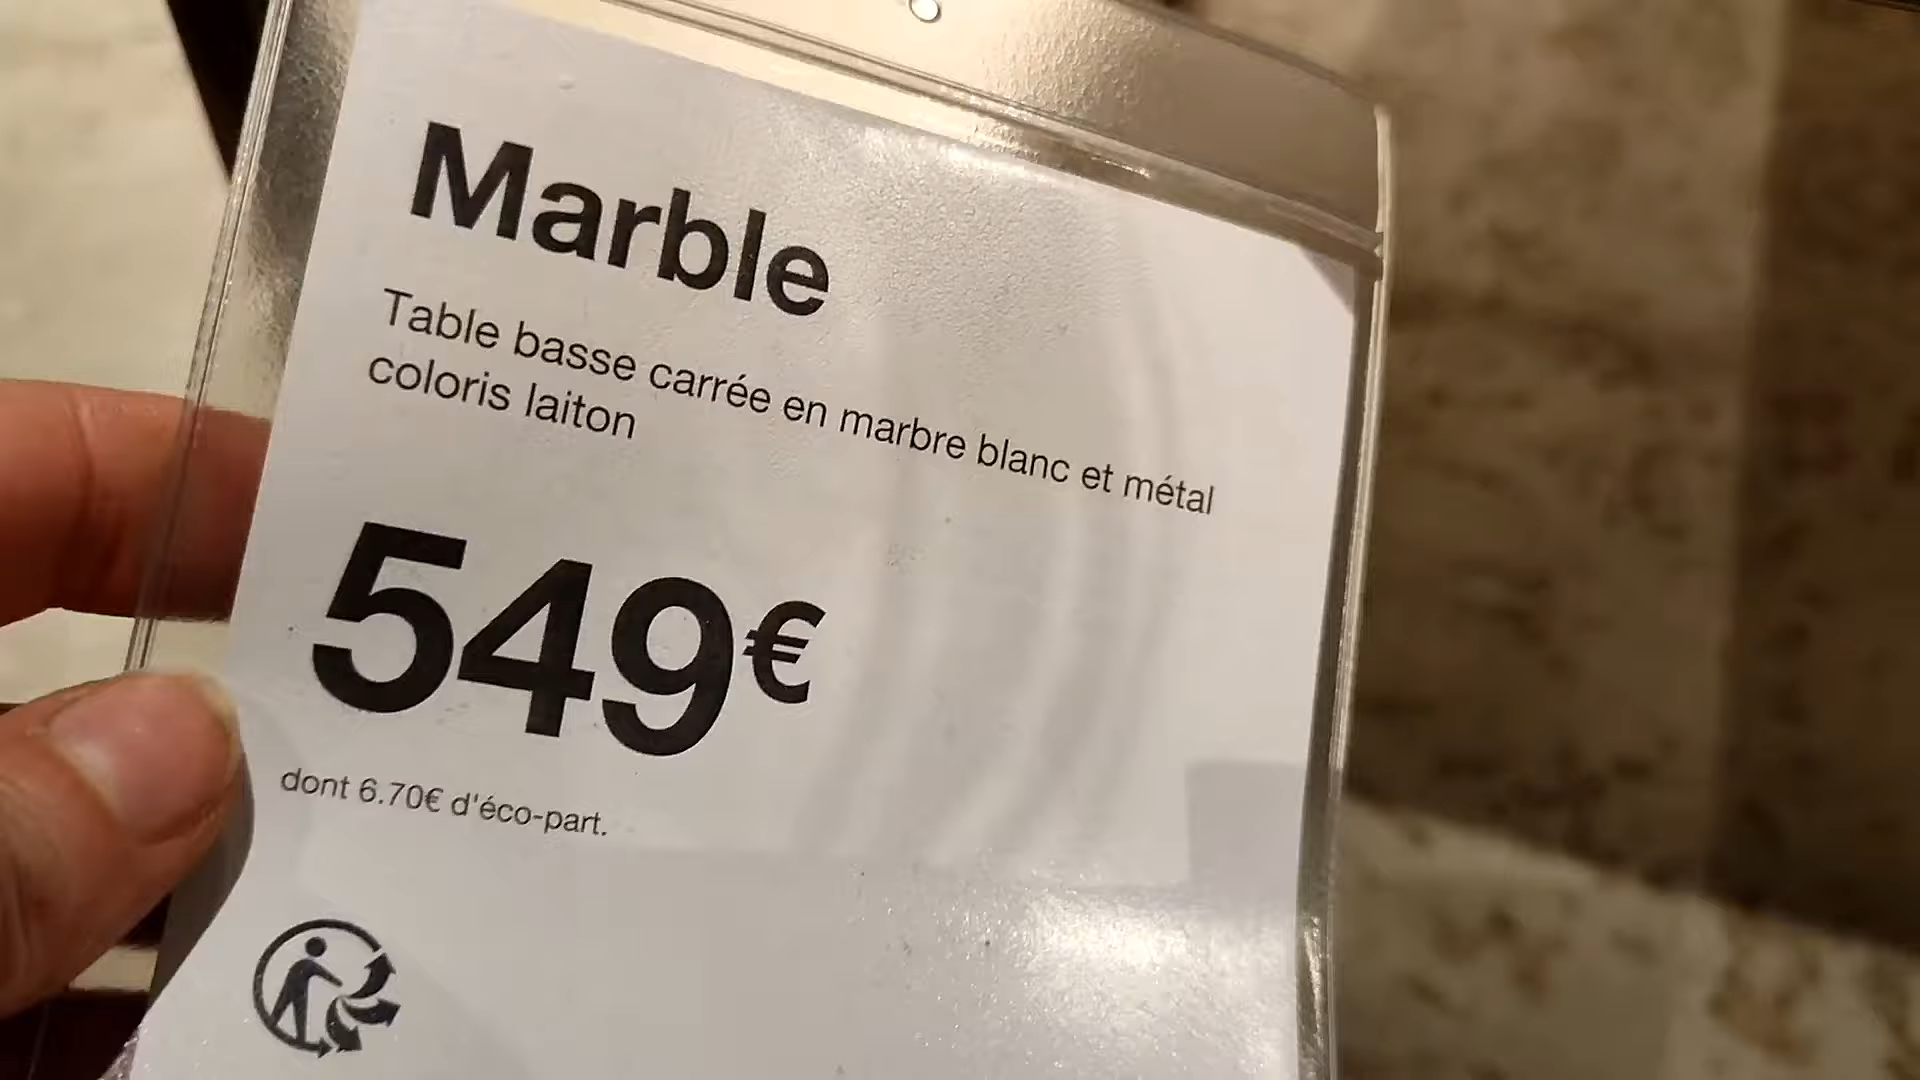 Marble
Table basse carrée en marbre blanc et métal
coloris laiton
549€
dont 6.70€ d'éco-part.